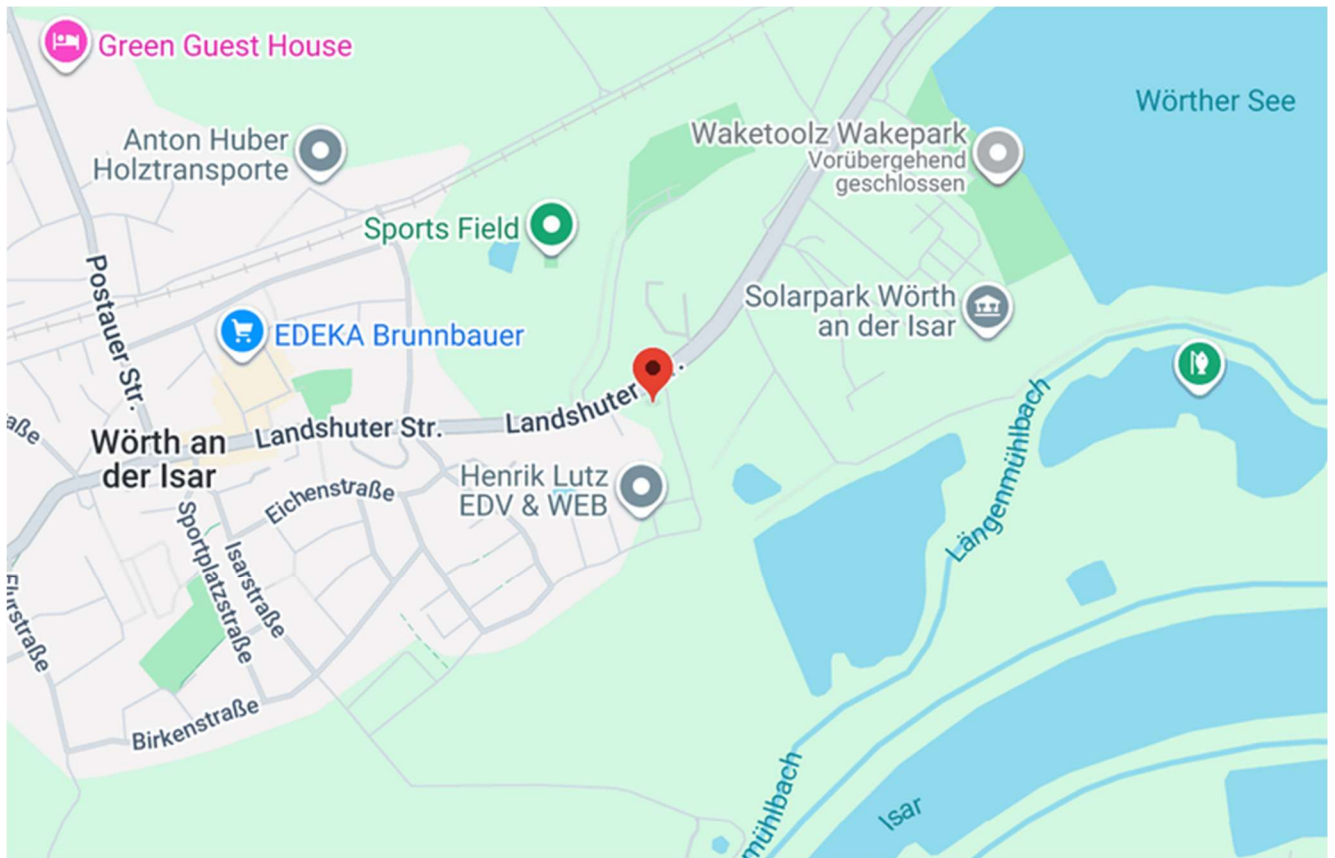 Green Guest House
Wörther See
Anton Huber
Holztransporte
Waketoolz Wakepark
Vorübergehend
geschlossen
Sports Field
Postauer Str.
Solarpark Wörth
an der Isar
EDEKA Brunnbauer
Landshuter
Landshuter Str.
Wörth an
der Isar
Henrik Lutz
EDV & WEB
Eichenstraße
Längenmühlbach
Sportplatzstraße
Isarstraße
Flurstraße
Birkenstraße
mühlbach
Isar